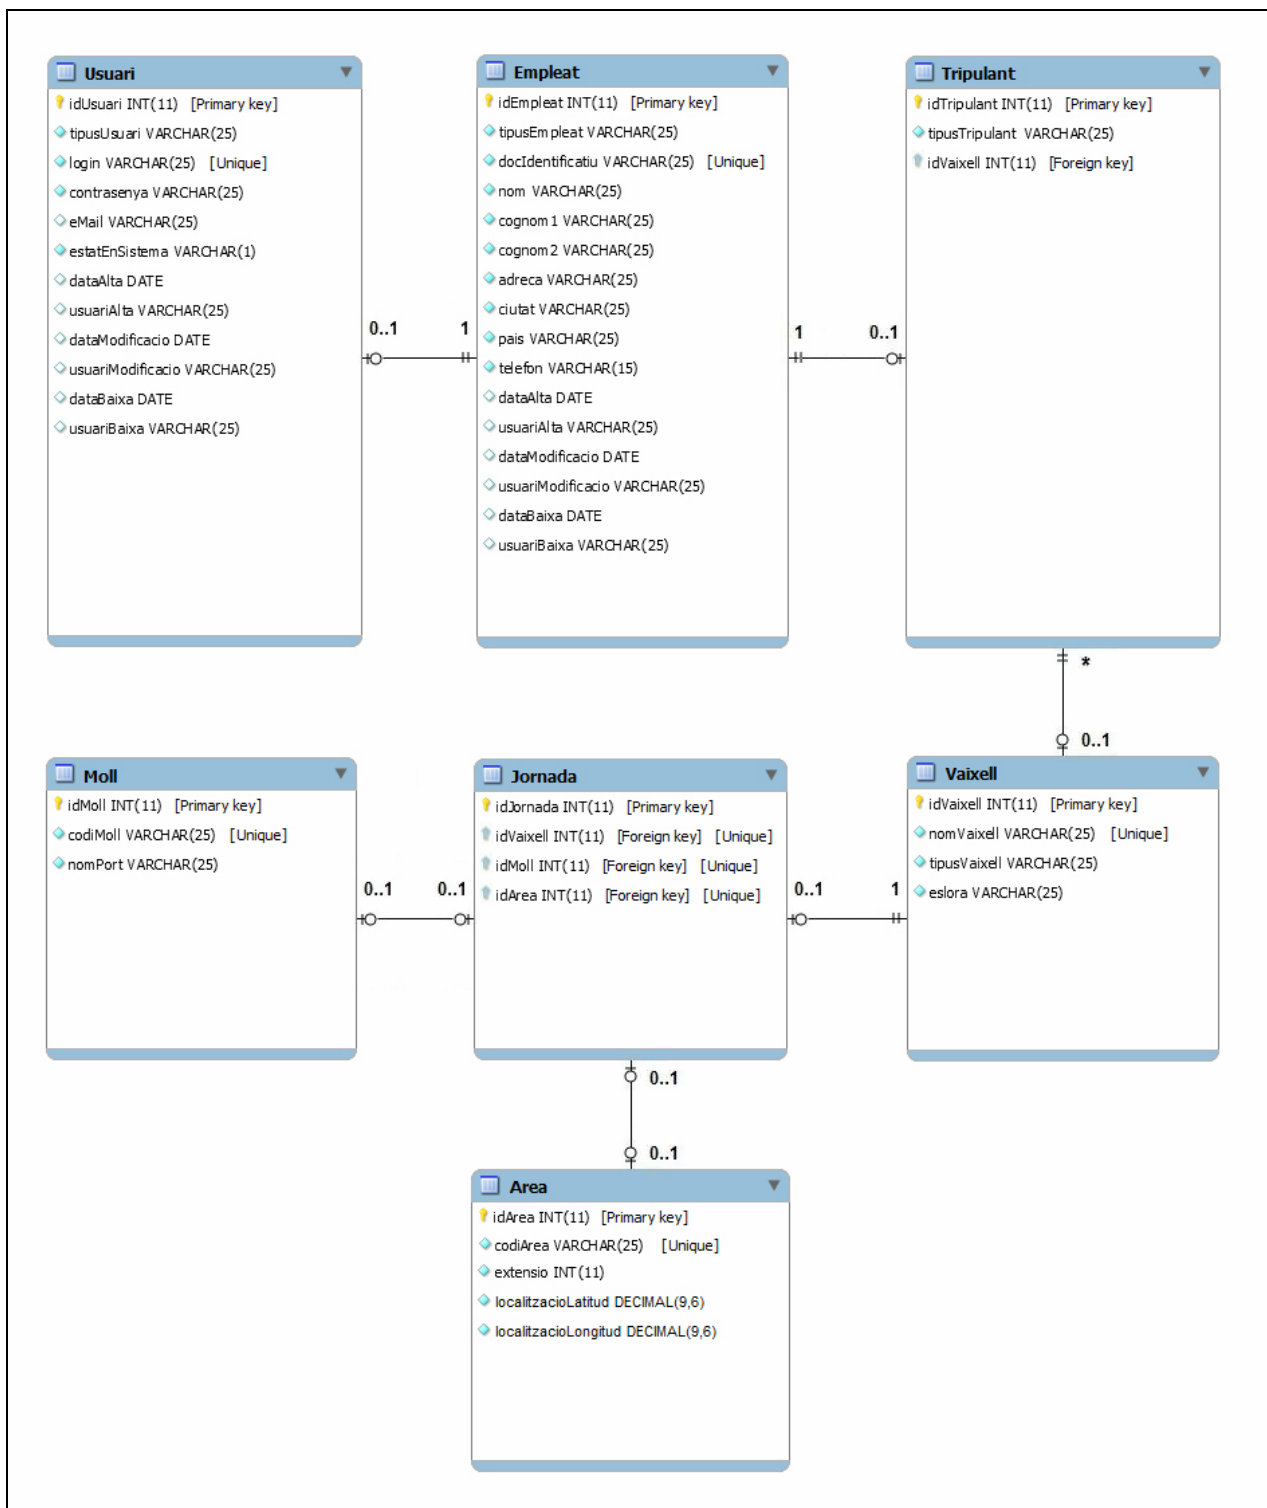 Usuari
idUsuari INT(11) [Primary key]
tipusUsuari VARCHAR(25)
login VARCHAR(25) [Unique]
contrasenya VARCHAR(25)
eMail VARCHAR(25)
estatEnSistema VARCHAR(1)
dataAlta DATE
usuariAlta VARCHAR(25)
dataModificacio DATE
usuariModificacio VARCHAR(25)
dataBaixa DATE
usuariBaixa VARCHAR(25)
0..1 1
Empleat
idEmpleat INT(11) [Primary key]
tipusEmpleat VARCHAR(25)
docIdentificatiu VARCHAR(25) [Unique]
nom VARCHAR(25)
cognom1 VARCHAR(25)
cognom2 VARCHAR(25)
adreca VARCHAR(25)
ciutat VARCHAR(25)
pais VARCHAR(25)
telefon VARCHAR(15)
dataAlta DATE
usuariAlta VARCHAR(25)
dataModificacio DATE
usuariModificacio VARCHAR(25)
dataBaixa DATE
usuariBaixa VARCHAR(25)
1 0..1
Tripulant
idTripulant INT(11) [Primary key]
tipusTripulant VARCHAR(25)
idVaixell INT(11) [Foreign key]
*
0..1
Moll
idMoll INT(11) [Primary key]
codiMoll VARCHAR(25) [Unique]
nomPort VARCHAR(25)
0..1 0..1
Jornada
idJornada INT(11) [Primary key]
idVaixell INT(11) [Foreign key] [Unique]
idMoll INT(11) [Foreign key] [Unique]
idArea INT(11) [Foreign key] [Unique]
0..1 1
Vaixell
idVaixell INT(11) [Primary key]
nomVaixell VARCHAR(25) [Unique]
tipusVaixell VARCHAR(25)
eslora VARCHAR(25)
0..1
0..1
Area
idArea INT(11) [Primary key]
codiArea VARCHAR(25) [Unique]
extensio INT(11)
localitzacioLatitud DECIMAL(9,6)
localitzacioLongitud DECIMAL(9,6)